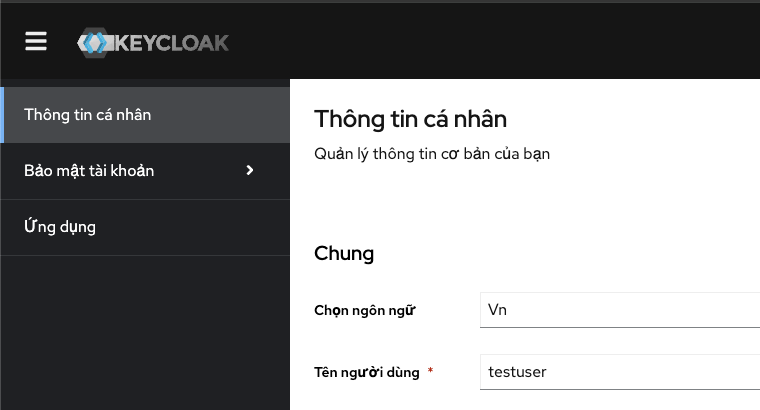 KEYCLOAK
Thông tin cá nhân
Bảo mật tài khoản
Ứng dụng
Thông tin cá nhân
Quản lý thông tin cơ bản của bạn
Chung
Chọn ngôn ngữ
Vn
Tên người dùng *
testuser